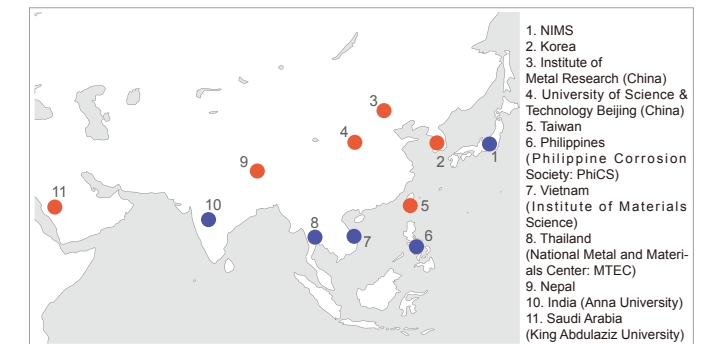 3
4
9
2
1
11
10
5
8
7
6
1. NIMS
2. Korea
3. Institute of
Metal Research (China)
4. University of Science &
Technology Beijing (China)
5. Taiwan
6. Philippines
(Philippine Corrosion
Society: PhiCS)
7. Vietnam
(Institute of Materials
Science)
8. Thailand
(National Metal and Materi-
als Center: MTEC)
9. Nepal
10. India (Anna University)
11. Saudi Arabia
(King Abdulaziz University)